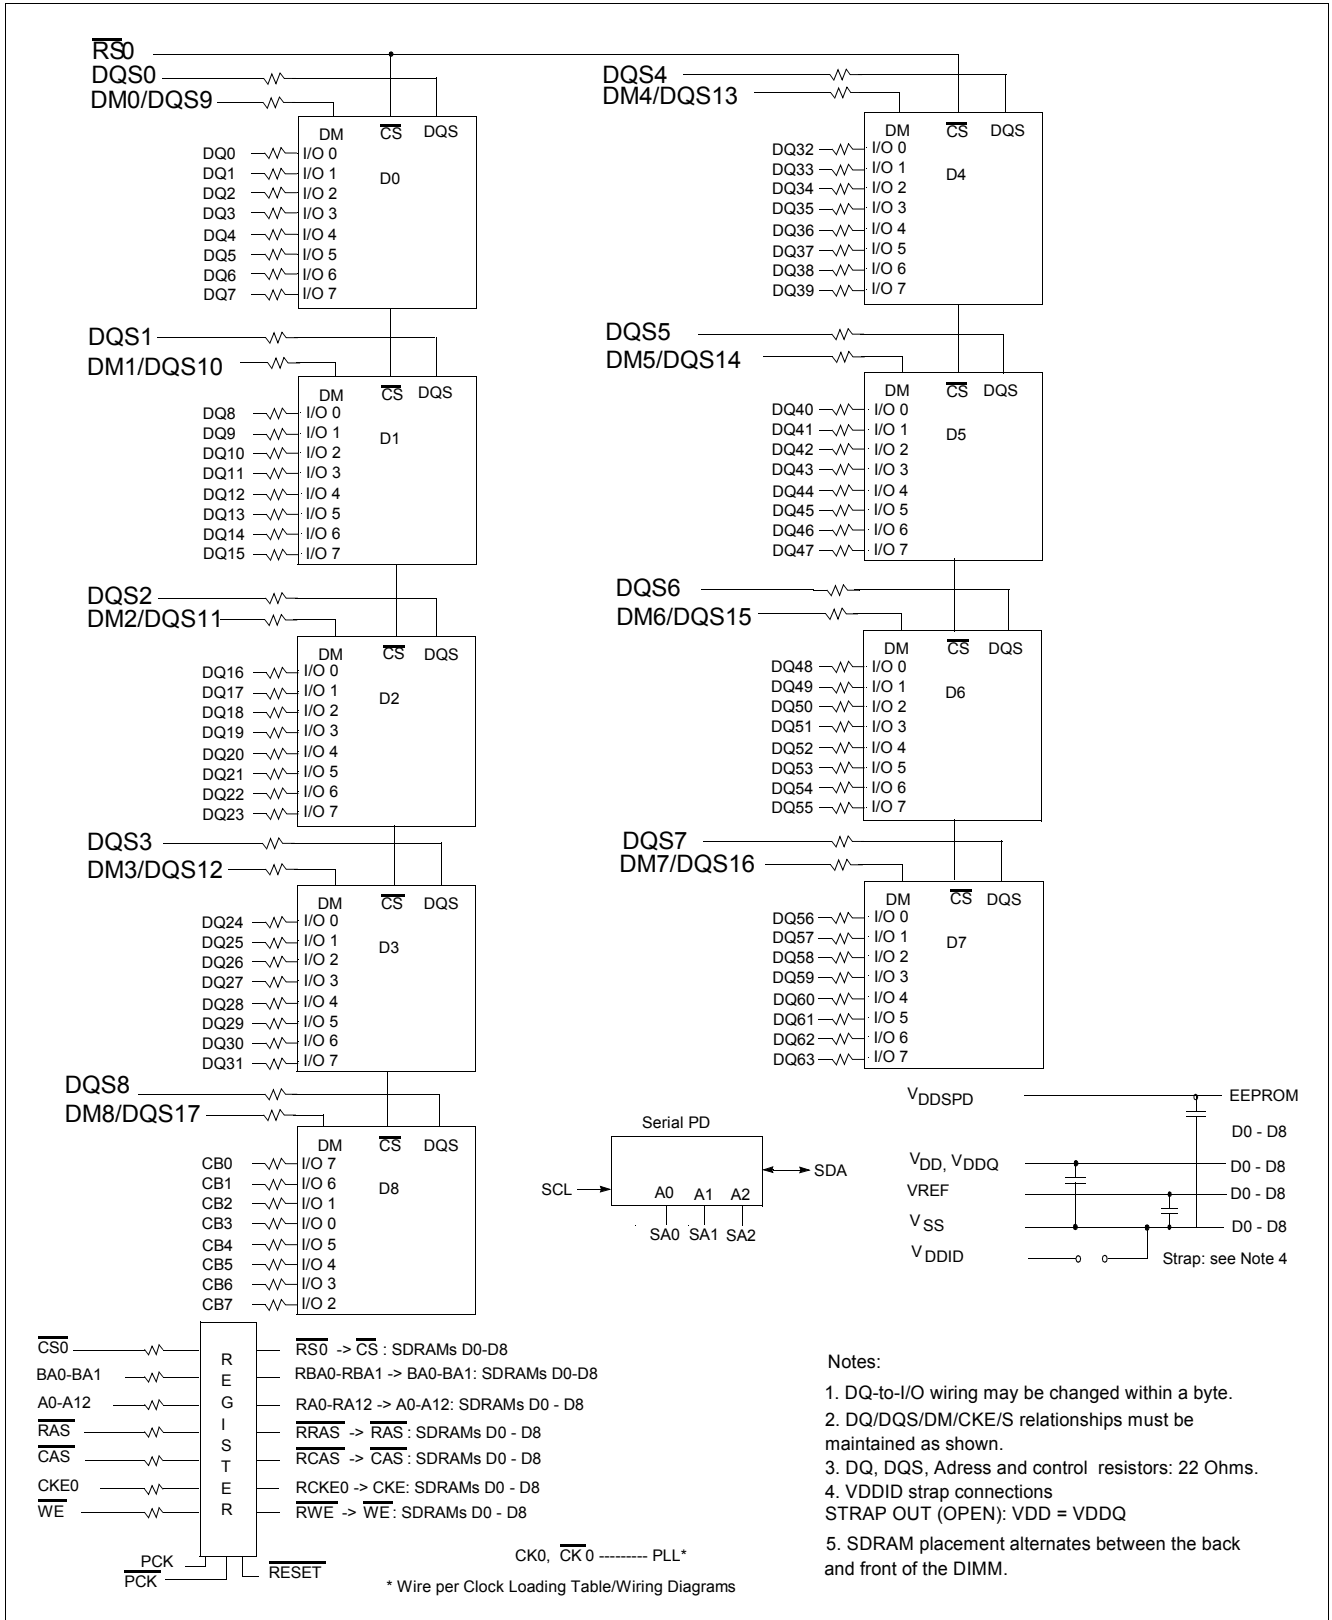 RS0
DQS0
DM0/DQS9
DM CS DQS
DQ0 I/O 0
DQ1 I/O 1
D0
DQ2 I/O 2
DQ3 I/O 3
DQ4 I/O 4
DQ5 I/O 5
DQ6 I/O 6
DQ7 I/O 7
DQS1
DM1/DQS10
DM CS DQS
DQ8 I/O 0
DQ9 I/O 1
D1
DQ10 I/O 2
DQ11 I/O 3
DQ12 I/O 4
DQ13 I/O 5
DQ14 I/O 6
DQ15 I/O 7
DQS2
DM2/DQS11
DM CS DQS
DQ16 I/O 0
DQ17 I/O 1
D2
DQ18 I/O 2
DQ19 I/O 3
DQ20 I/O 4
DQ21 I/O 5
DQ22 I/O 6
DQ23 I/O 7
DQS3
DM3/DQS12
DM CS DQS
DQ24 I/O 0
DQ25 I/O 1
D3
DQ26 I/O 2
DQ27 I/O 3
DQ28 I/O 4
DQ29 I/O 5
DQ30 I/O 6
DQ31 I/O 7
DQS8
DM8/DQS17
DM CS DQS
CB0 I/O 7
CB1 I/O 6
D8
CB2 I/O 1
CB3 I/O 0
CB4 I/O 5
CB5 I/O 4
CB6 I/O 3
CB7 I/O 2
DQS4
DM4/DQS13
DM CS DQS
DQ32 I/O 0
DQ33 I/O 1
D4
DQ34 I/O 2
DQ35 I/O 3
DQ36 I/O 4
DQ37 I/O 5
DQ38 I/O 6
DQ39 I/O 7
DQS5
DM5/DQS14
DM CS DQS
DQ40 I/O 0
DQ41 I/O 1
D5
DQ42 I/O 2
DQ43 I/O 3
DQ44 I/O 4
DQ45 I/O 5
DQ46 I/O 6
DQ47 I/O 7
DQS6
DM6/DQS15
DM CS DQS
DQ48 I/O 0
DQ49 I/O 1
D6
DQ50 I/O 2
DQ51 I/O 3
DQ52 I/O 4
DQ53 I/O 5
DQ54 I/O 6
DQ55 I/O 7
DQS7
DM7/DQS16
DM CS DQS
DQ56 I/O 0
DQ57 I/O 1
D7
DQ58 I/O 2
DQ59 I/O 3
DQ60 I/O 4
DQ61 I/O 5
DQ62 I/O 6
DQ63 I/O 7
Serial PD
SCL
SDA
A0 A1 A2
SA0 SA1 SA2
VDDSPD EEPROM
D0 - D8
VDD, VDDQ D0 - D8
VREF D0 - D8
VSS D0 - D8
VDDID Strap: see Note 4
REGISTER
CS0 RS0 -> CS : SDRAMs D0-D8
BA0-BA1 RBA0-RBA1 -> BA0-BA1: SDRAMs D0-D8
A0-A12 RA0-RA12 -> A0-A12: SDRAMs D0 - D8
RAS RRAS -> RAS : SDRAMs D0 - D8
CAS RCAS -> CAS : SDRAMs D0 - D8
CKE0 RCKE0 -> CKE: SDRAMs D0 - D8
WE RWE -> WE : SDRAMs D0 - D8
PCK
PCK
RESET
CK0, CK0 --------- PLL*
* Wire per Clock Loading Table/Wiring Diagrams
Notes:
1. DQ-to-I/O wiring may be changed within a byte.
2. DQ/DQS/DM/CKE/S relationships must be
maintained as shown.
3. DQ, DQS, Adress and control resistors: 22 Ohms.
4. VDDID strap connections
STRAP OUT (OPEN): VDD = VDDQ
5. SDRAM placement alternates between the back
and front of the DIMM.